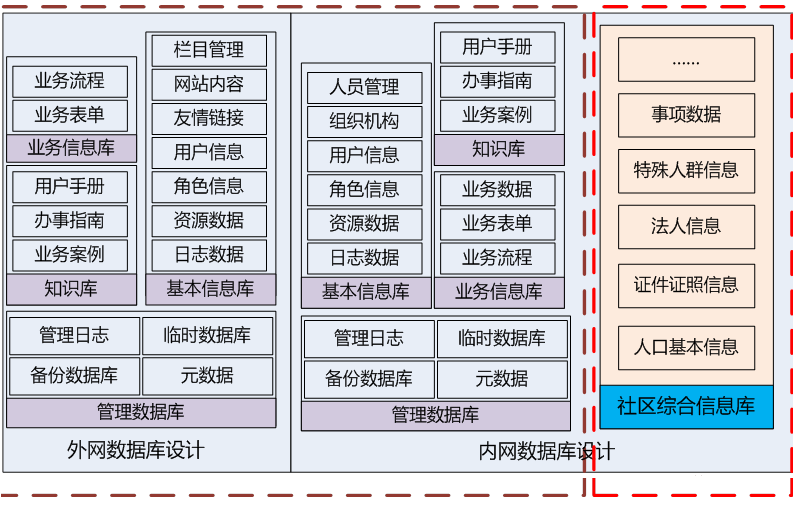 业务流程
业务表单
业务信息库
用户手册
办事指南
业务案例
知识库
栏目管理
网站内容
友情链接
用户信息
角色信息
资源数据
日志数据
基本信息库
管理日志
临时数据库
备份数据库
元数据
管理数据库
外网数据库设计
人员管理
组织机构
用户信息
角色信息
资源数据
日志数据
基本信息库
用户手册
办事指南
业务案例
知识库
业务数据
业务表单
业务流程
业务信息库
管理日志
临时数据库
备份数据库
元数据
管理数据库
内网数据库设计
......
事项数据
特殊人群信息
法人信息
证件证照信息
人口基本信息
社区综合信息库